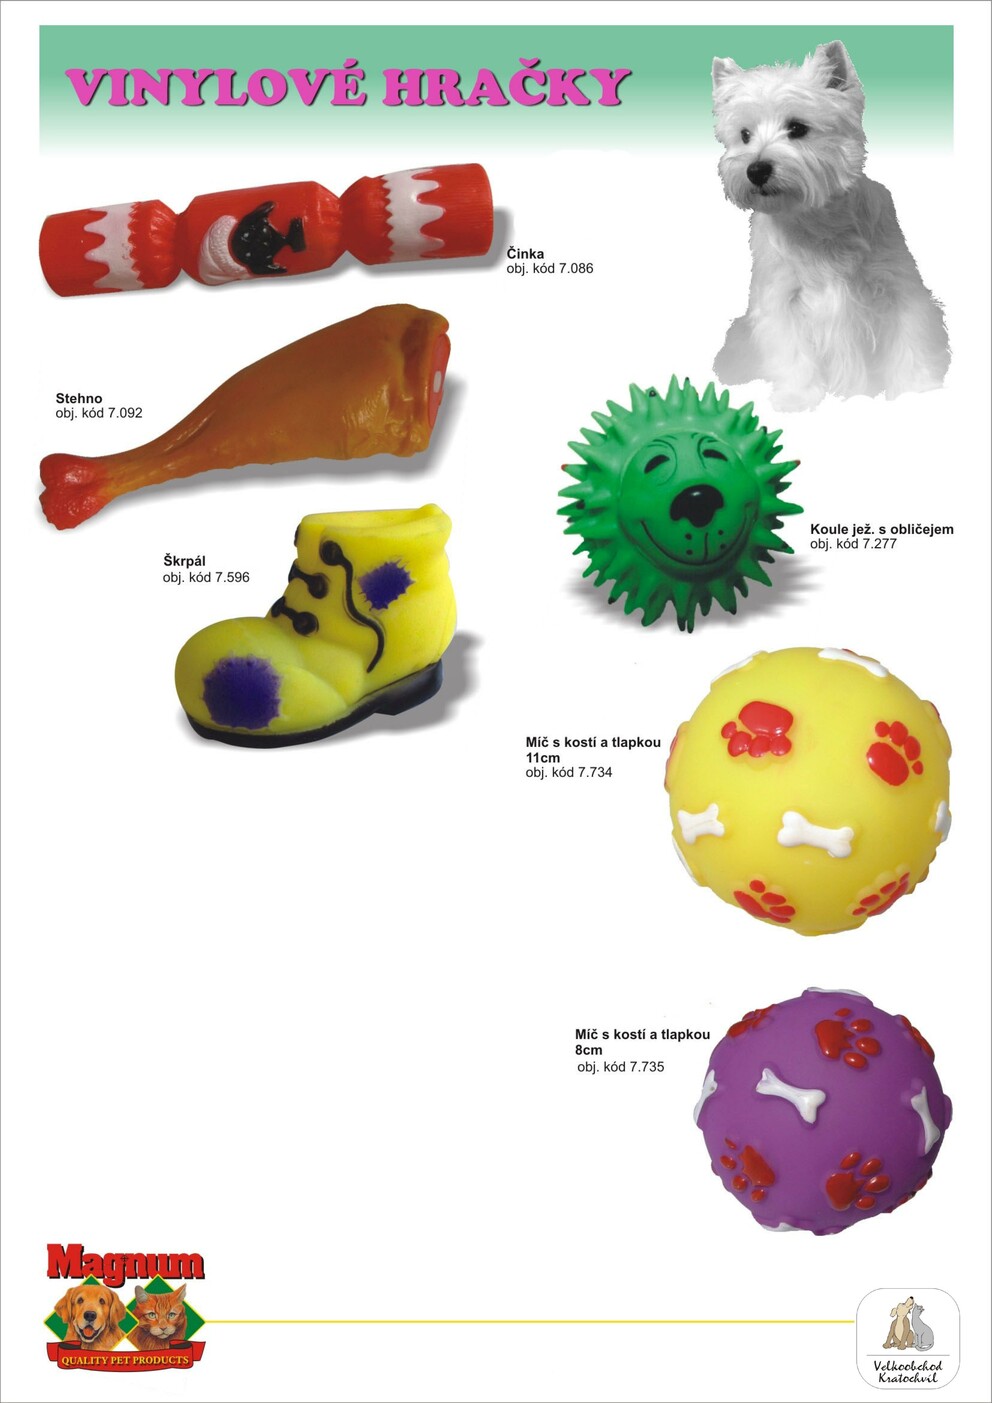 VINYLOVÉ HRAČKY
Činka
obj. kód 7.086
Stehno
obj. kód 7.092
Koule jež. s obličejem
obj. kód 7.277
Škrpál
obj. kód 7.596
Míč s kostí a tlapkou
11cm
obj. kód 7.734
Míč s kostí a tlapkou
8cm
obj. kód 7.735
Magnum
QUALITY PET PRODUCTS
Velkoobchod
Kratochvíl